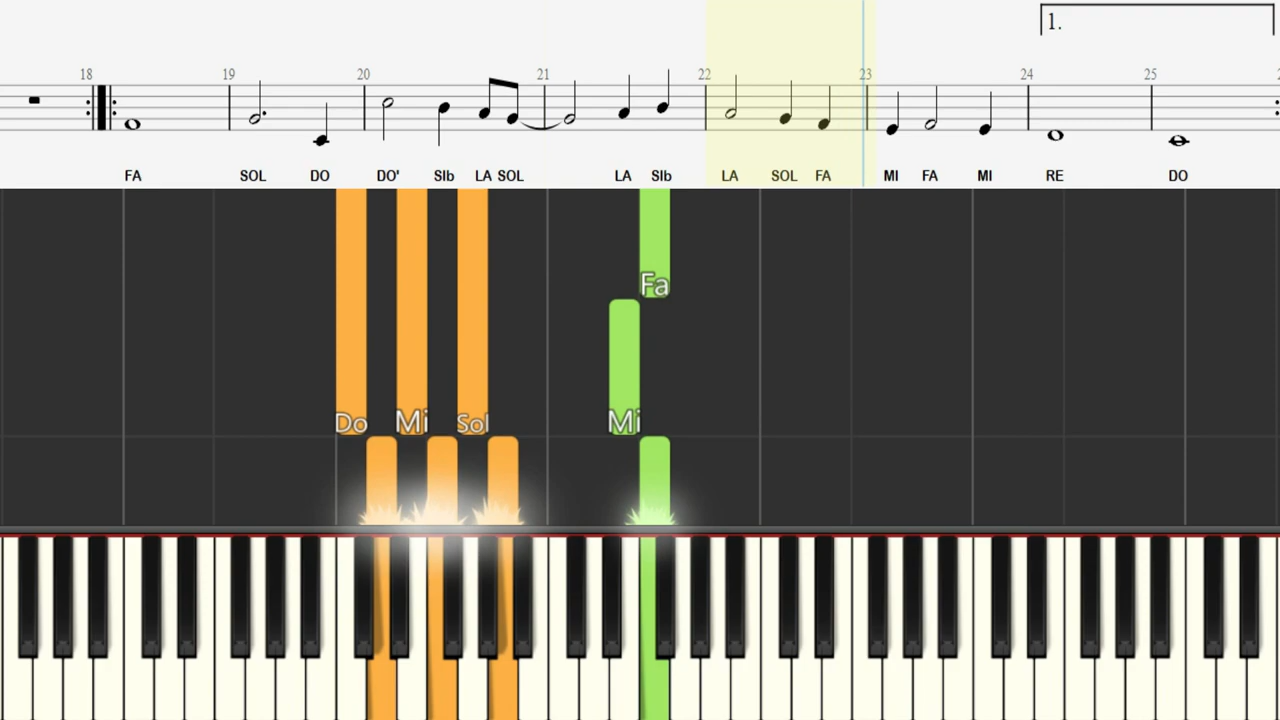 1.
18 19 20 21 22 23 24 25
FA SOL DO DO' SIb LA SOL LA SIb LA SOL FA MI FA MI RE DO
Fa
Do Mi Sol Mi